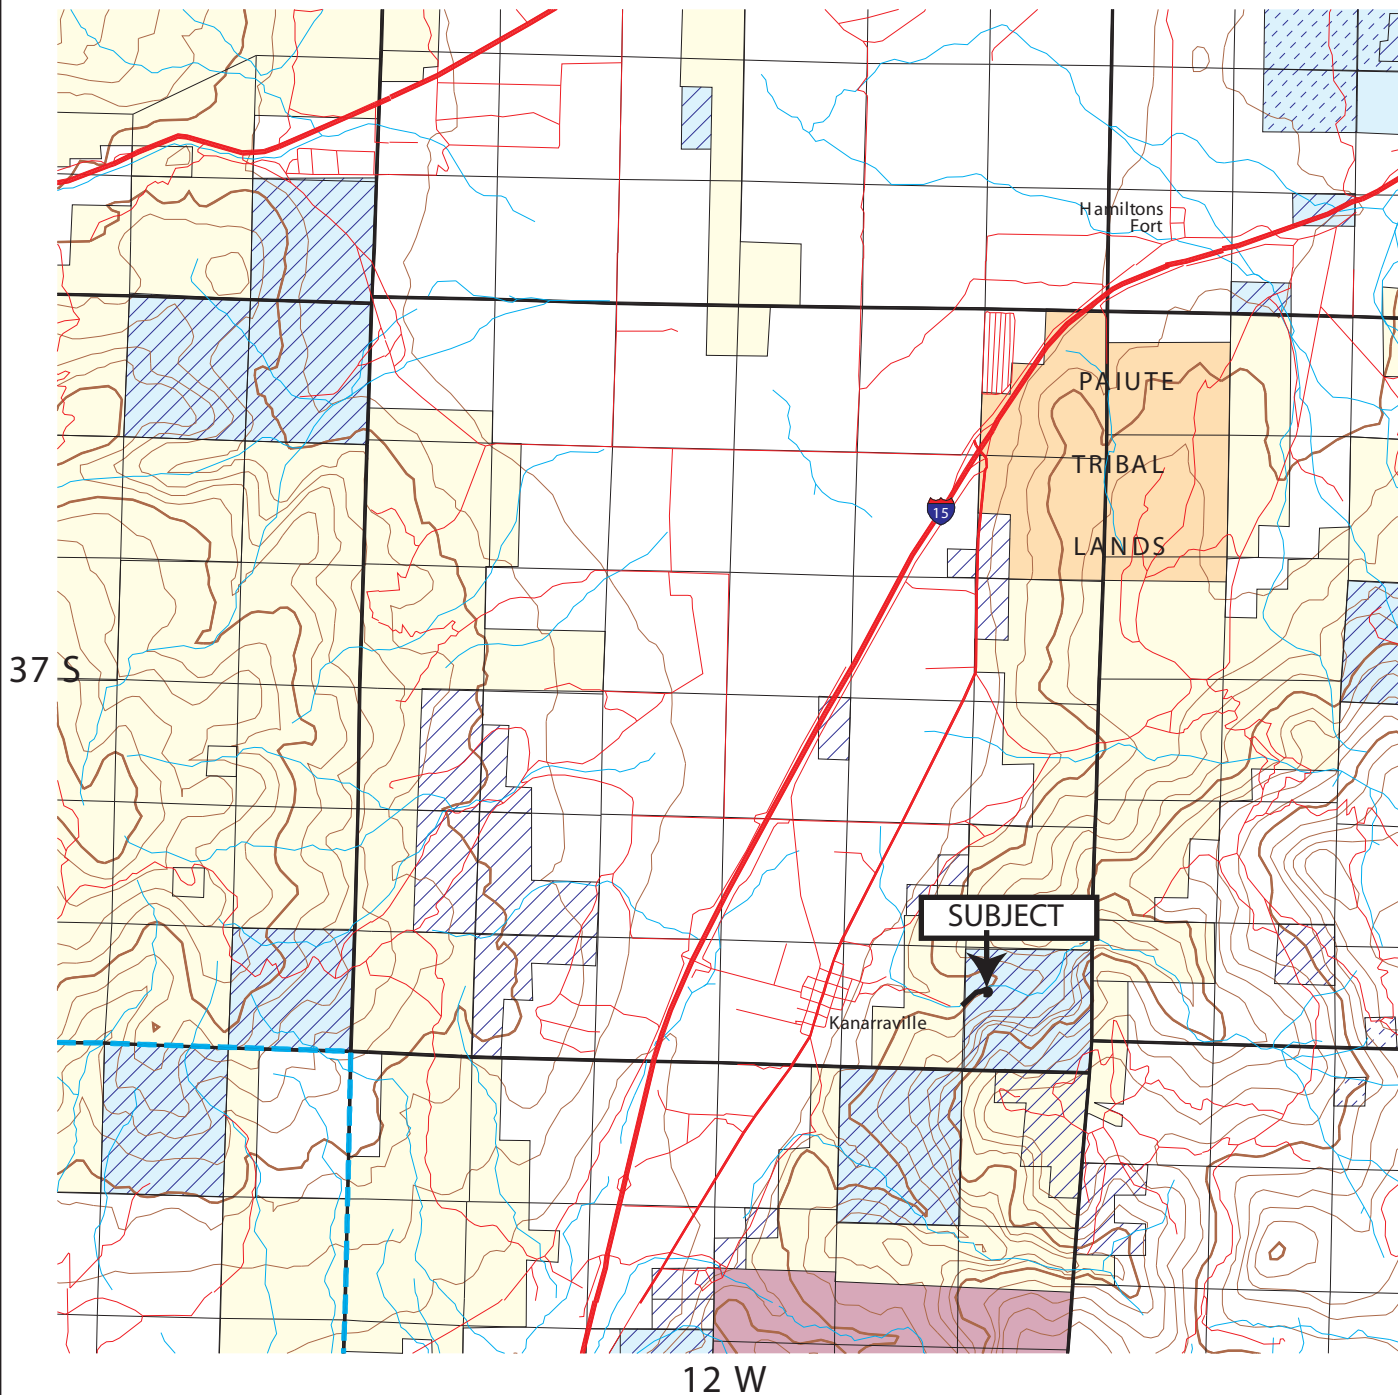 Hamiltons
Fort
PAIUTE
TRIBAL
LANDS
15
37 S
SUBJECT
Kanarraville
12 W